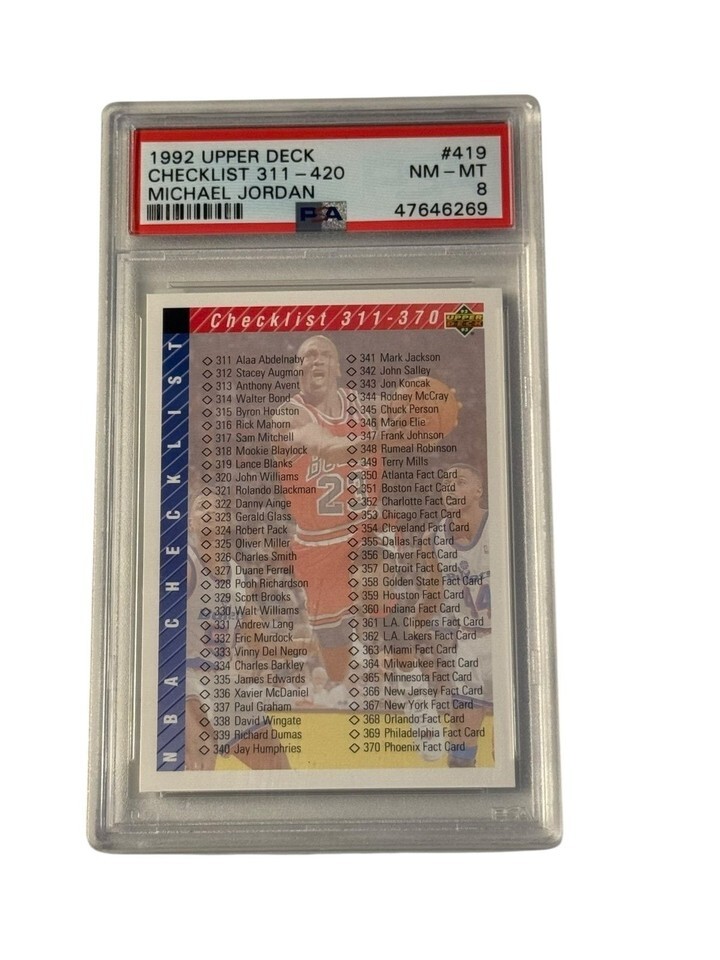 1992 UPPER DECK #419
CHECKLIST 311 – 420 NM – MT
MICHAEL JORDAN 8
PSA 47646269
Checklist 311-370
UPPER DECK
NBA CHECKLIST
311 Alaa Abdelnaby
312 Stacey Augmon
313 Anthony Avent
314 Walter Bond
315 Byron Houston
316 Rick Mahorn
317 Sam Mitchell
318 Mookie Blaylock
319 Lance Blanks
320 John Williams
321 Rolando Blackman
322 Danny Ainge
323 Gerald Glass
324 Robert Pack
325 Oliver Miller
326 Charles Smith
327 Duane Ferrell
328 Pooh Richardson
329 Scott Brooks
330 Walt Williams
331 Andrew Lang
332 Eric Murdock
333 Vinny Del Negro
334 Charles Barkley
335 James Edwards
336 Xavier McDaniel
337 Paul Graham
338 David Wingate
339 Richard Dumas
340 Jay Humphries
341 Mark Jackson
342 John Salley
343 Jon Koncak
344 Rodney McCray
345 Chuck Person
346 Mario Elie
347 Frank Johnson
348 Rumeal Robinson
349 Terry Mills
350 Atlanta Fact Card
351 Boston Fact Card
352 Charlotte Fact Card
353 Chicago Fact Card
354 Cleveland Fact Card
355 Dallas Fact Card
356 Denver Fact Card
357 Detroit Fact Card
358 Golden State Fact Card
359 Houston Fact Card
360 Indiana Fact Card
361 L.A. Clippers Fact Card
362 L.A. Lakers Fact Card
363 Miami Fact Card
364 Milwaukee Fact Card
365 Minnesota Fact Card
366 New Jersey Fact Card
367 New York Fact Card
368 Orlando Fact Card
369 Philadelphia Fact Card
370 Phoenix Fact Card